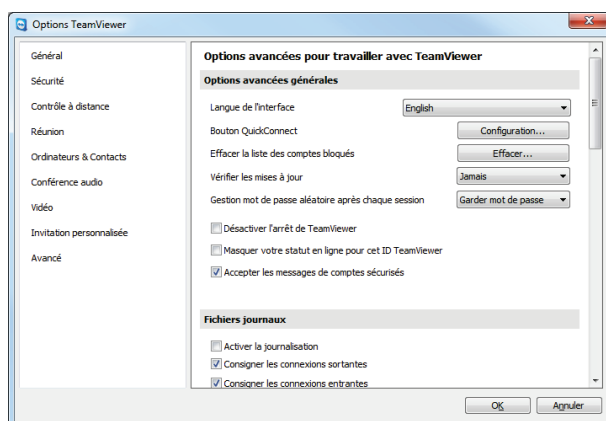 Options TeamViewer
Général
Sécurité
Contrôle à distance
Réunion
Ordinateurs & Contacts
Conférence audio
Vidéo
Invitation personnalisée
Avancé
Options avancées pour travailler avec TeamViewer
Options avancées générales
Langue de l'interface English
Bouton QuickConnect Configuration...
Effacer la liste des comptes bloqués Effacer...
Vérifier les mises à jour Jamais
Gestion mot de passe aléatoire après chaque session Garder mot de passe
Désactiver l'arrêt de TeamViewer
Masquer votre statut en ligne pour cet ID TeamViewer
Accepter les messages de comptes sécurisés
Fichiers journaux
Activer la journalisation
Consigner les connexions sortantes
Consigner les connexions entrantes
OK Annuler